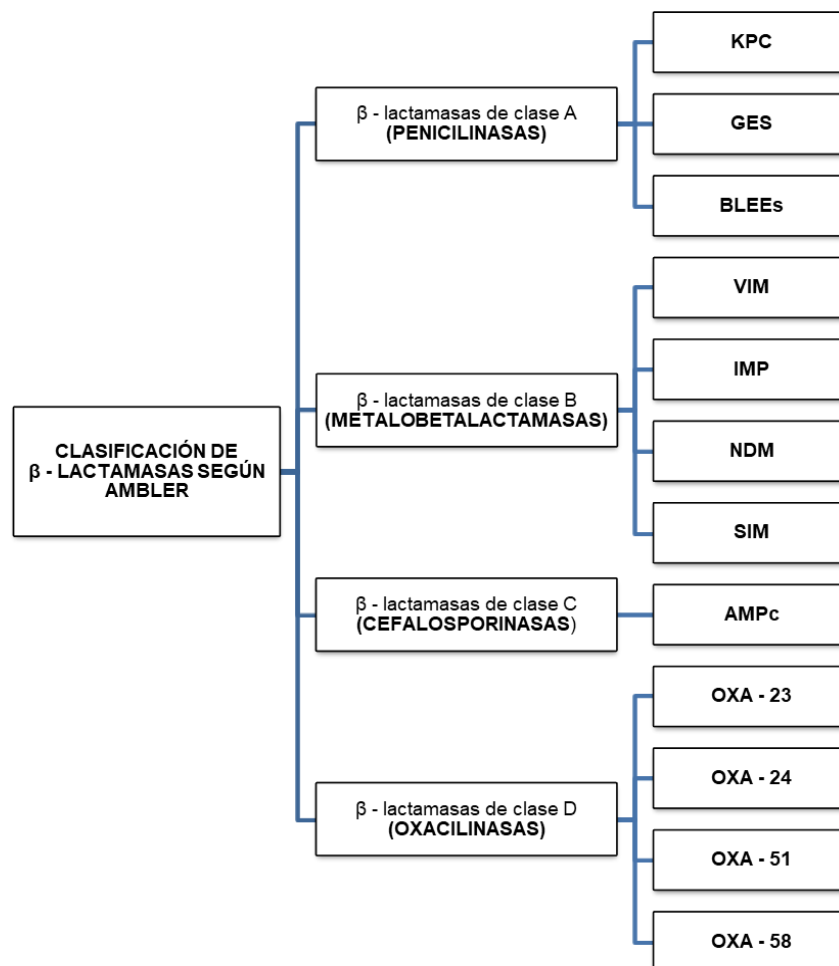 CLASIFICACIÓN DE
β - LACTAMASAS SEGÚN
AMBLER
β - lactamasas de clase A
(PENICILINASAS)
KPC
GES
BLEEs
β - lactamasas de clase B
(METALOBETALACTAMASAS)
VIM
IMP
NDM
SIM
β - lactamasas de clase C
(CEFALOSPORINASAS)
AMPc
β - lactamasas de clase D
(OXACILINASAS)
OXA - 23
OXA - 24
OXA - 51
OXA - 58